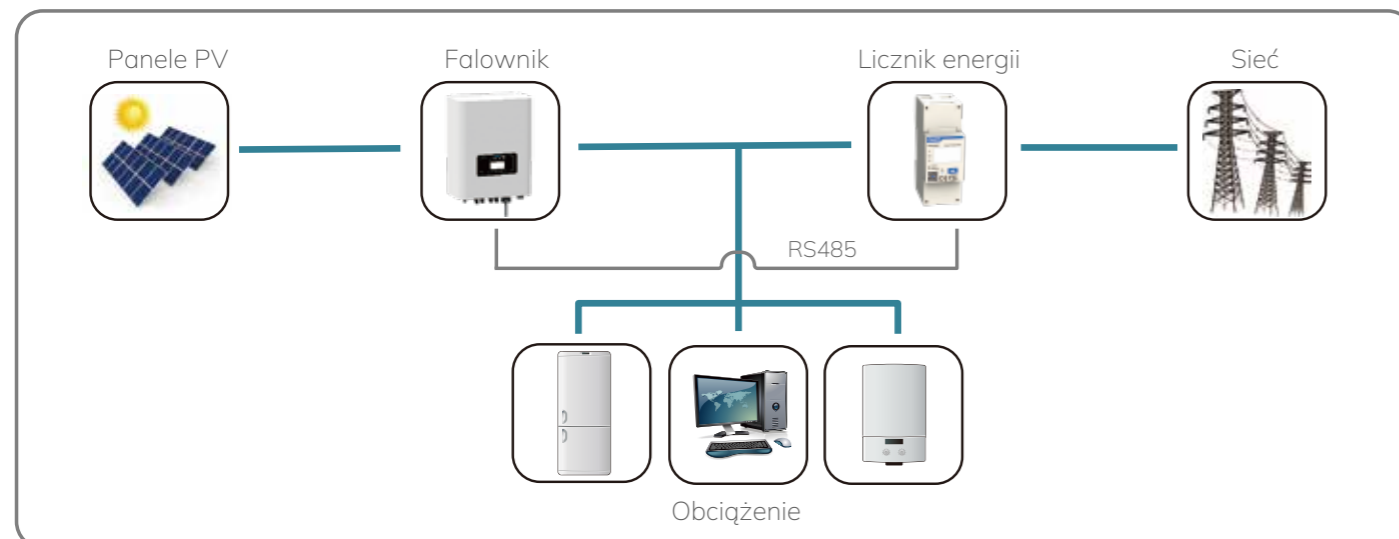 Panele PV
Falownik
Licznik energii
Sieć
RS485
Obciążenie